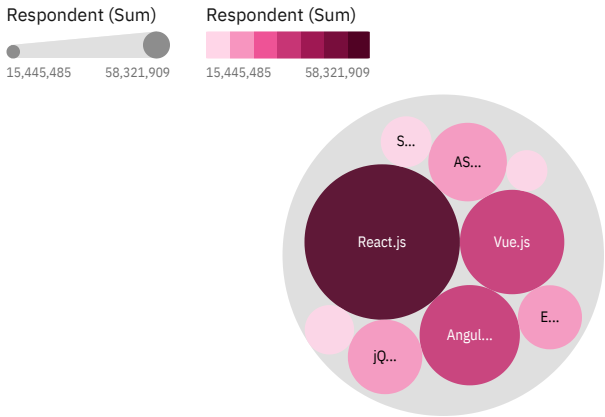 Respondent (Sum)
15,445,485 58,321,909
Respondent (Sum)
15,445,485 58,321,909
S...
AS...
React.js
Vue.js
E...
Angul...
jQ...